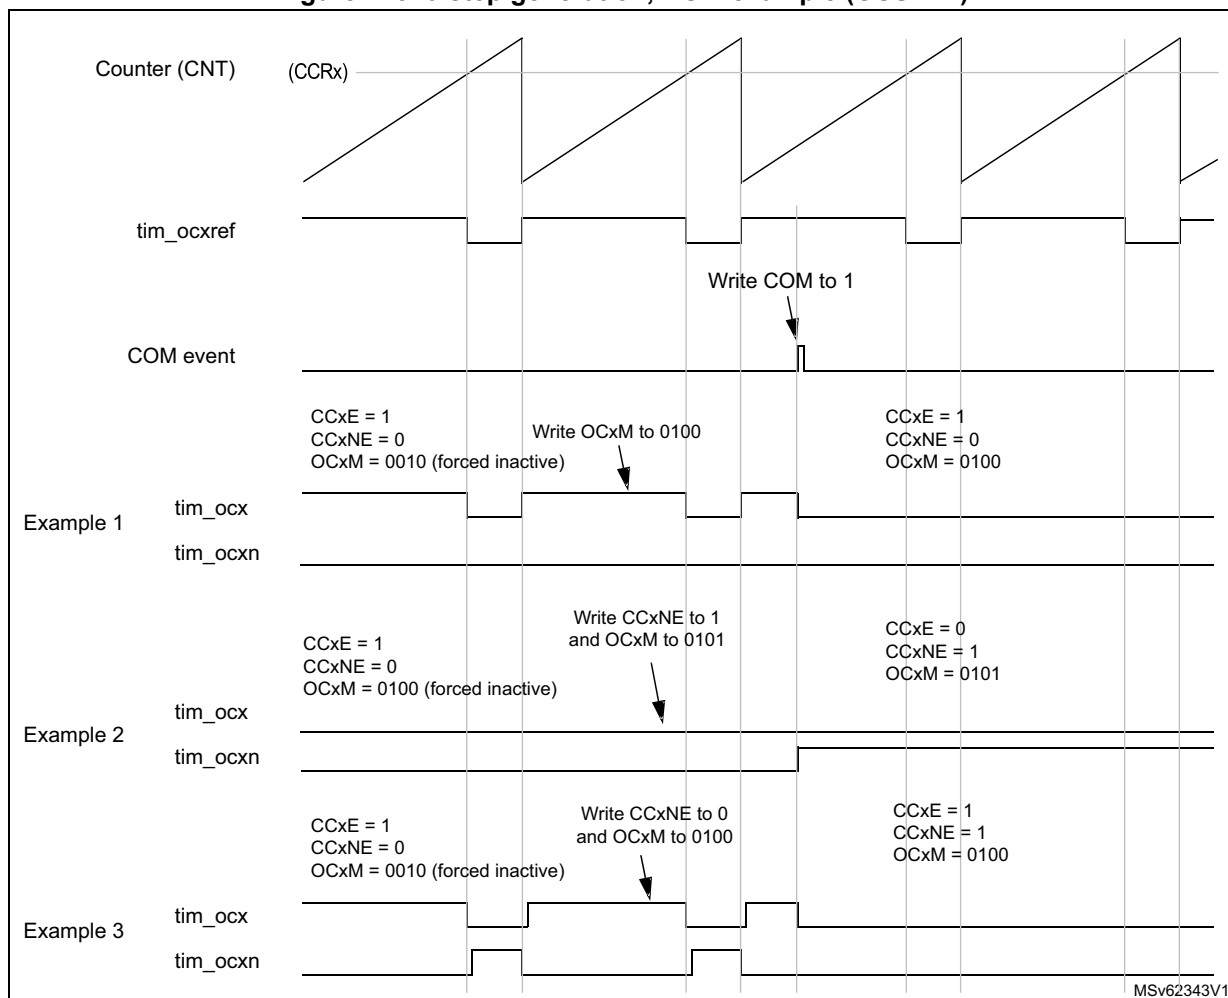 Counter (CNT)
(CCRx)
tim_ocxref
Write COM to 1
COM event
CCxE = 1
CCxNE = 0
OCxM = 0010 (forced inactive)
Write OCxM to 0100
CCxE = 1
CCxNE = 0
OCxM = 0100
Example 1
tim_ocx
tim_ocxn
CCxE = 1
CCxNE = 0
OCxM = 0100 (forced inactive)
Write CCxNE to 1
and OCxM to 0101
CCxE = 0
CCxNE = 1
OCxM = 0101
Example 2
tim_ocx
tim_ocxn
CCxE = 1
CCxNE = 0
OCxM = 0010 (forced inactive)
Write CCxNE to 0
and OCxM to 0100
CCxE = 1
CCxNE = 1
OCxM = 0100
Example 3
tim_ocx
tim_ocxn
MSv62343V1